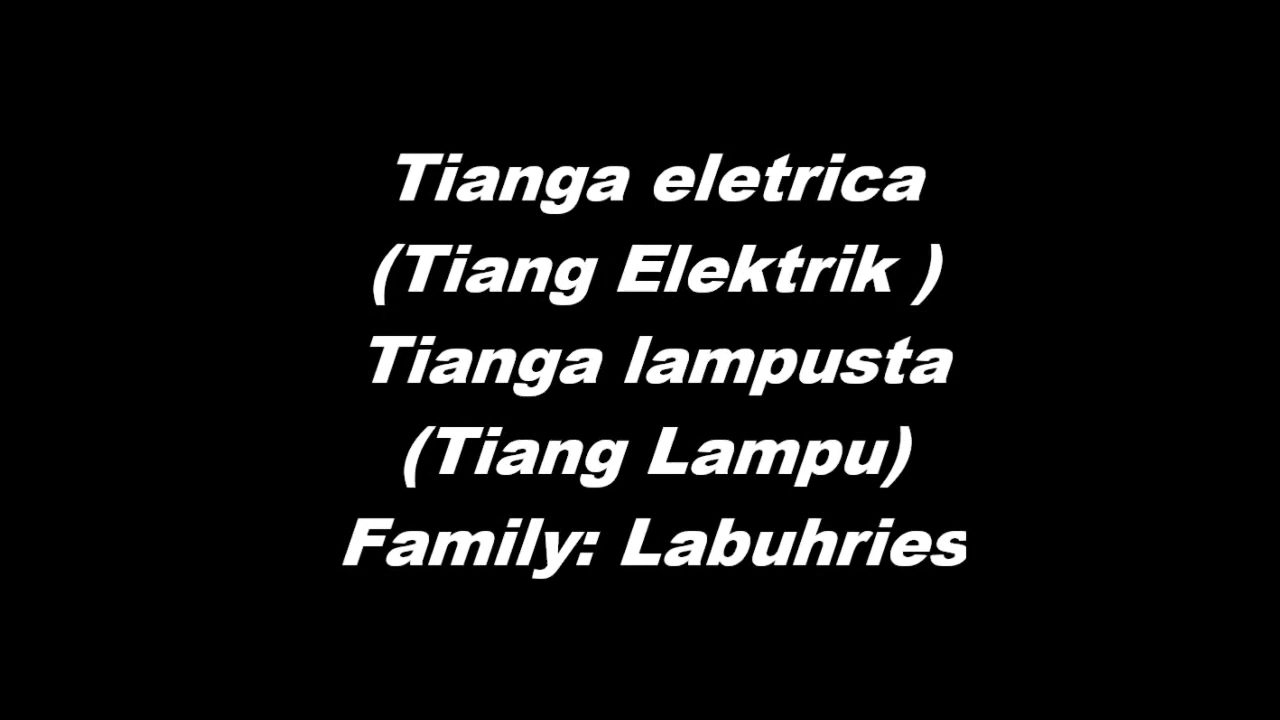 Tianga eletrica
(Tiang Elektrik )
Tianga lampusta
(Tiang Lampu)
Family: Labuhries